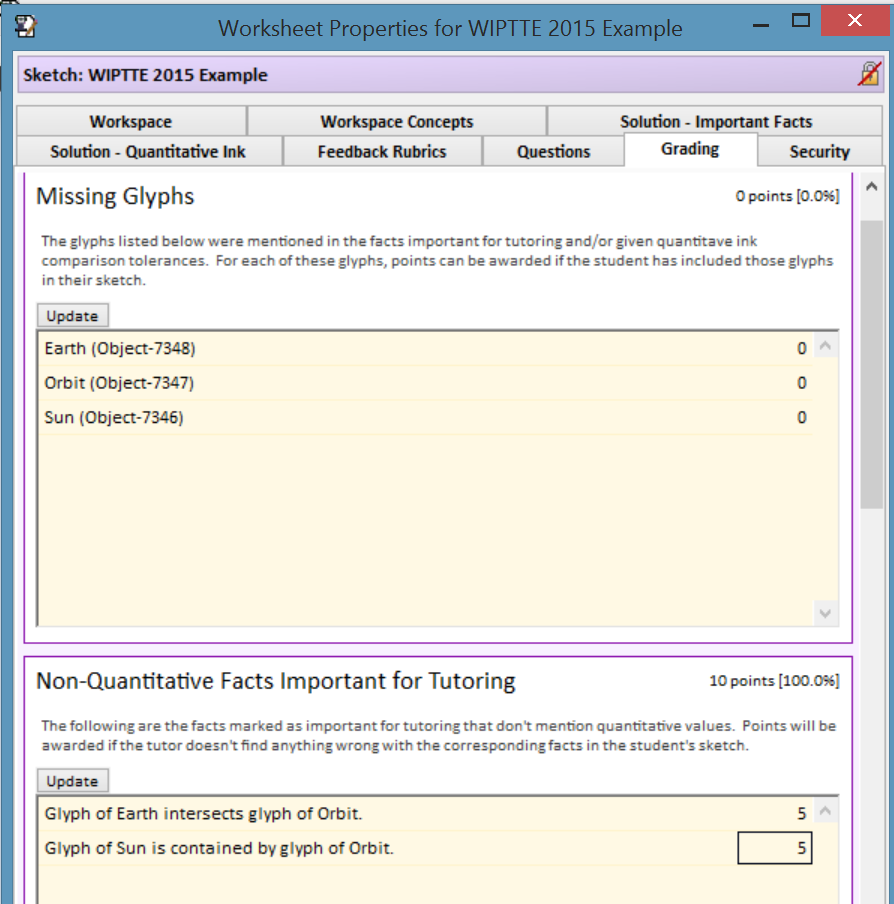 Worksheet Properties for WIPTTE 2015 Example
Sketch: WIPTTE 2015 Example
Workspace Workspace Concepts Solution - Important Facts
Solution - Quantitative Ink Feedback Rubrics Questions Grading Security
Missing Glyphs 0 points [0.0%]
The glyphs listed below were mentioned in the facts important for tutoring and/or given quantitave ink
comparison tolerances. For each of these glyphs, points can be awarded if the student has included those glyphs
in their sketch.
Update
Earth (Object-7348) 0
Orbit (Object-7347) 0
Sun (Object-7346) 0
Non-Quantitative Facts Important for Tutoring 10 points [100.0%]
The following are the facts marked as important for tutoring that don't mention quantitative values. Points will be
awarded if the tutor doesn't find anything wrong with the corresponding facts in the student's sketch.
Update
Glyph of Earth intersects glyph of Orbit. 5
Glyph of Sun is contained by glyph of Orbit. 5